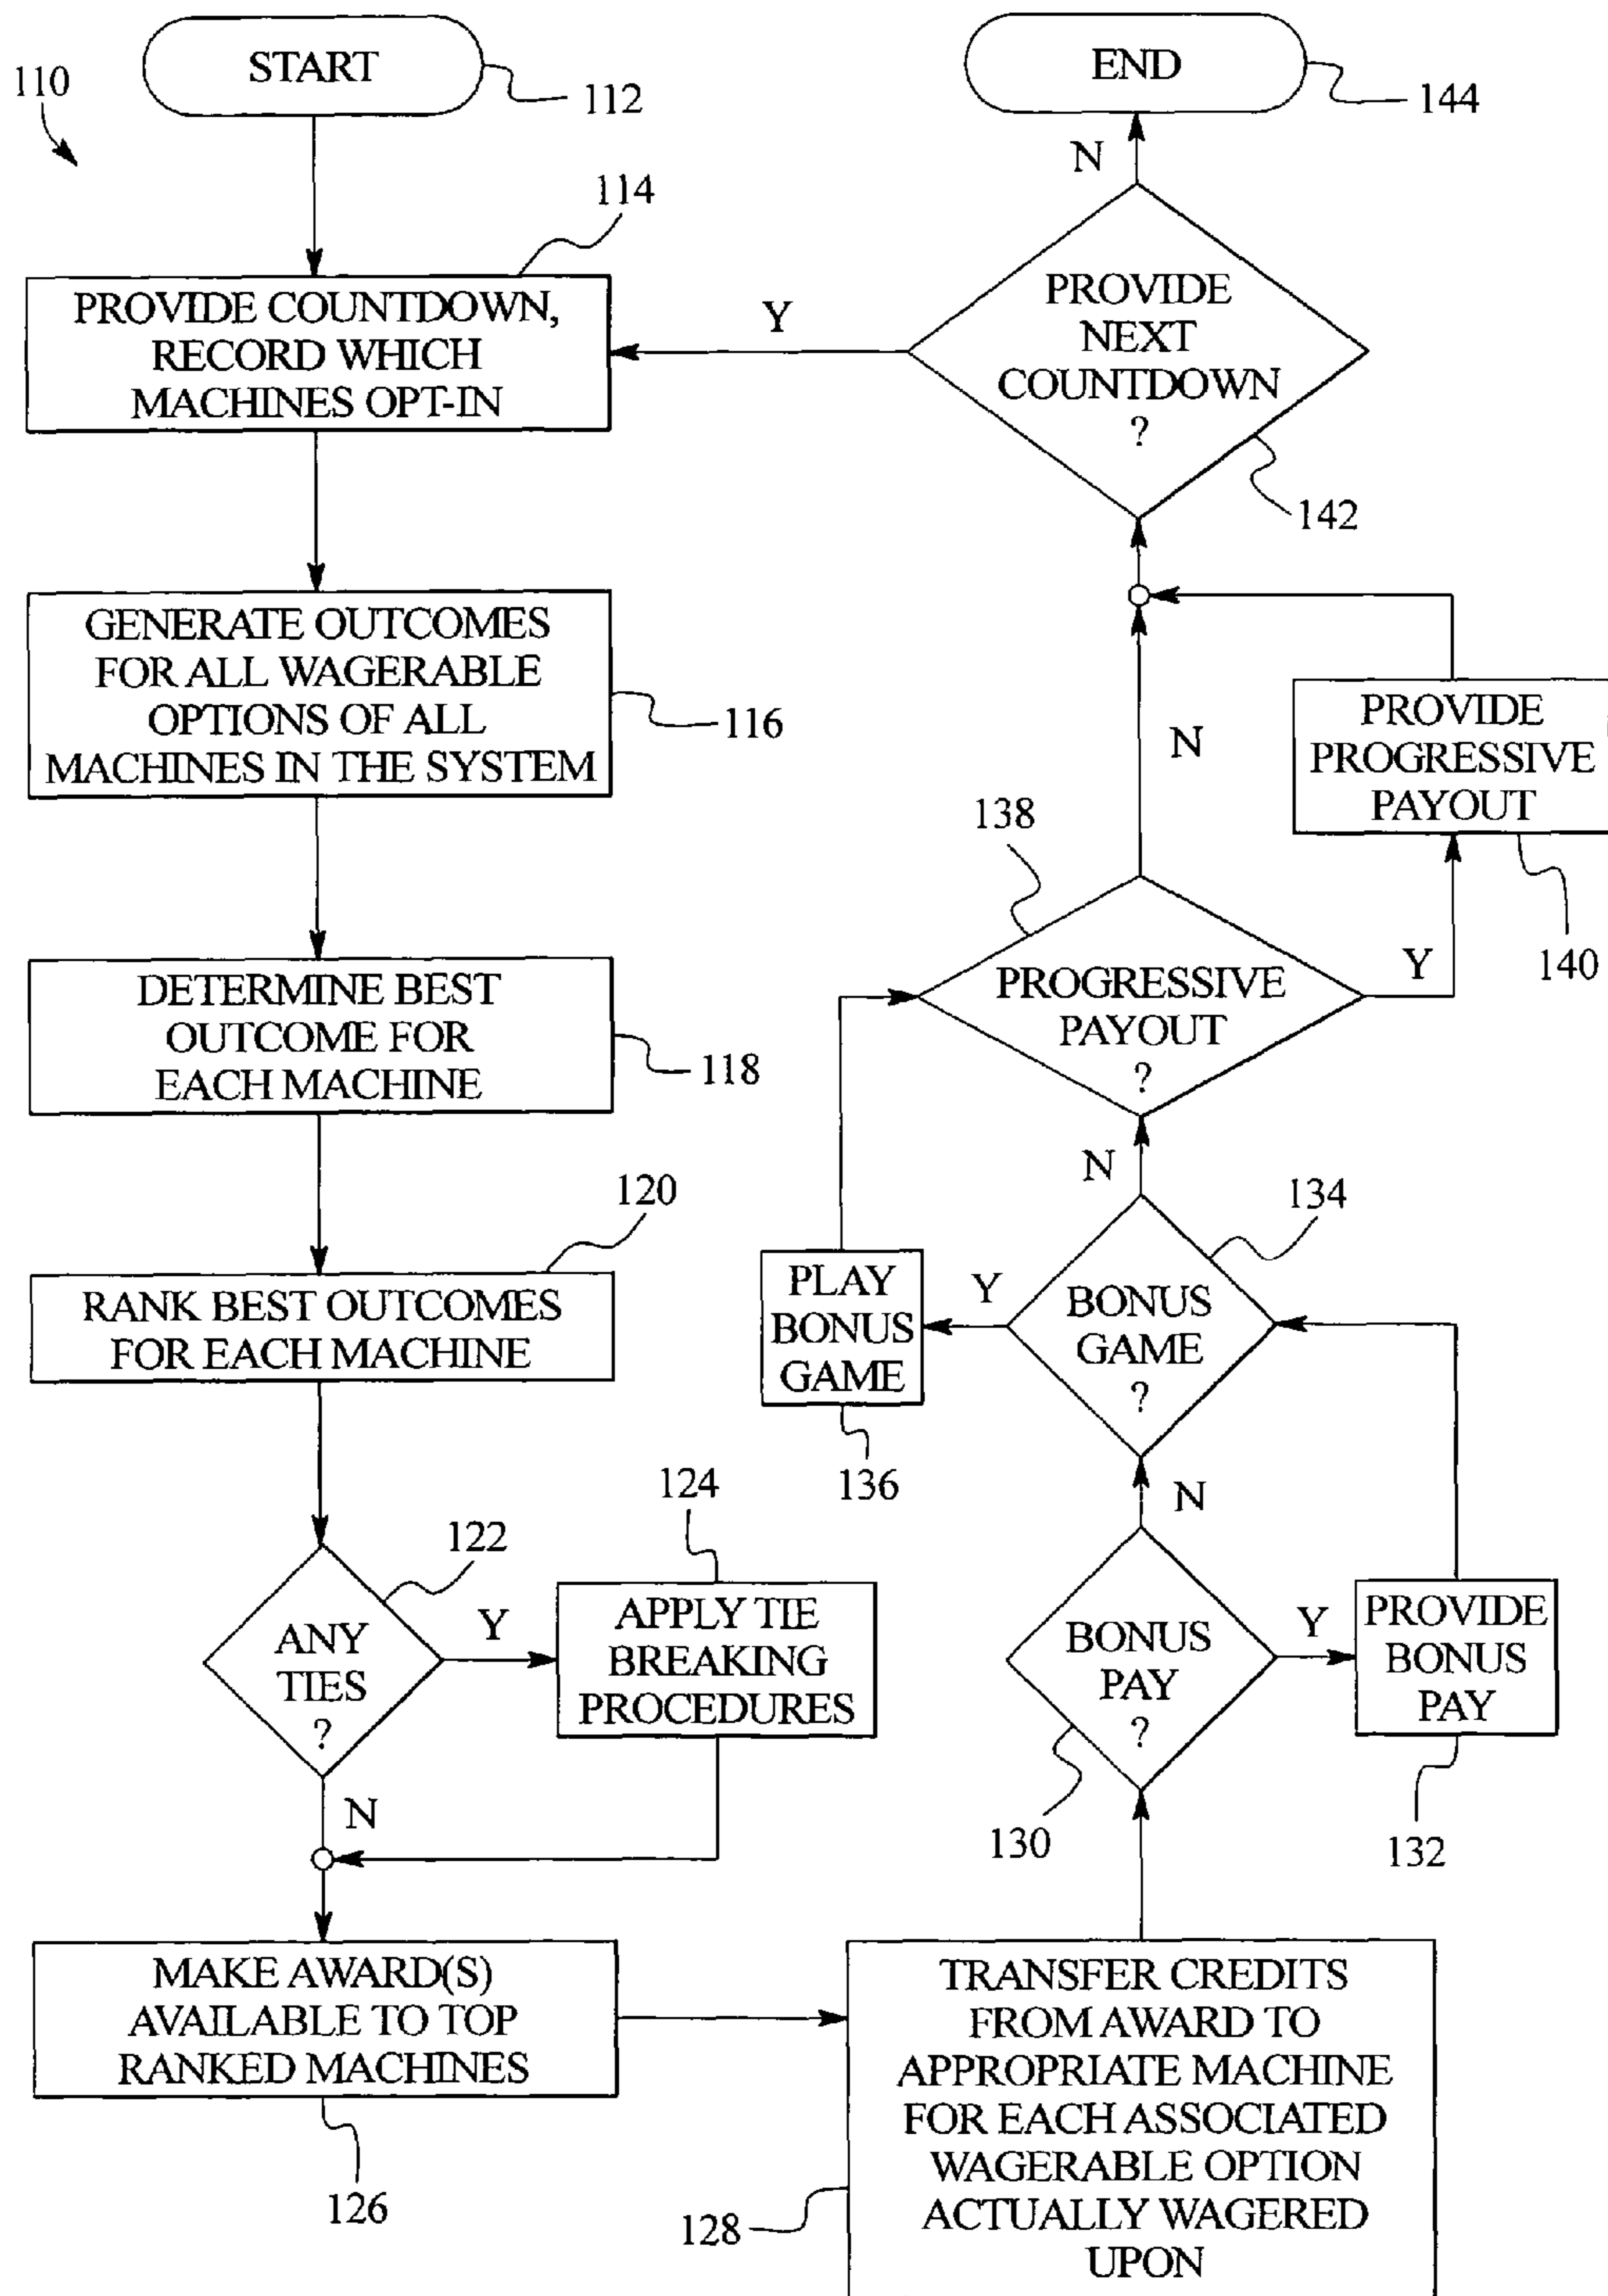 110
START
112
114
PROVIDE COUNTDOWN,
RECORD WHICH
MACHINES OPT-IN
GENERATE OUTCOMES
FOR ALL WAGERABLE
OPTIONS OF ALL
MACHINES IN THE SYSTEM
116
DETERMINE BEST
OUTCOME FOR
EACH MACHINE
118
120
RANK BEST OUTCOMES
FOR EACH MACHINE
122
ANY
TIES
?
Y
N
124
APPLY TIE
BREAKING
PROCEDURES
MAKE AWARD(S)
AVAILABLE TO TOP
RANKED MACHINES
126
TRANSFER CREDITS
FROM AWARD TO
APPROPRIATE MACHINE
FOR EACH ASSOCIATED
WAGERABLE OPTION
ACTUALLY WAGERED
UPON
128
BONUS
PAY
?
130
Y
N
PROVIDE
BONUS
PAY
132
134
BONUS
GAME
?
Y
N
PLAY
BONUS
GAME
136
138
PROGRESSIVE
PAYOUT
?
Y
N
PROVIDE
PROGRESSIVE
PAYOUT
140
PROVIDE
NEXT
COUNTDOWN
?
142
Y
N
END
144